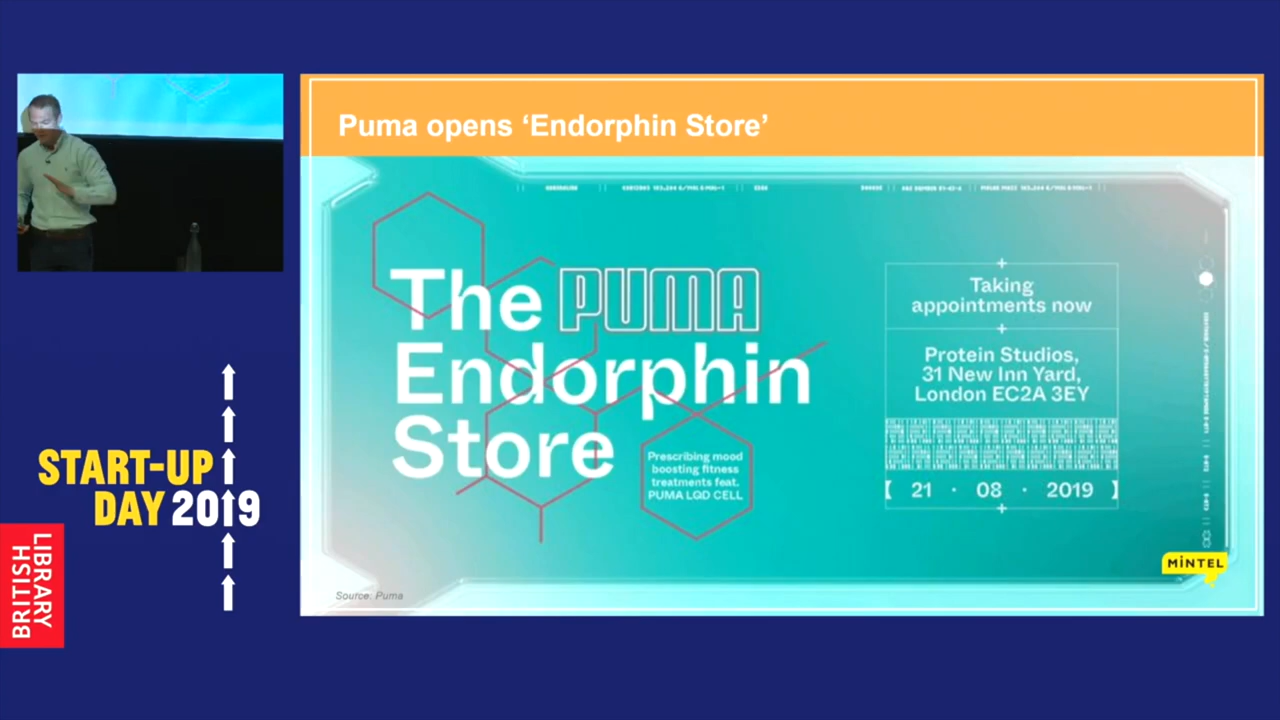 Puma opens ‘Endorphin Store’
The PUMA
Endorphin
Store
Prescribing mood
boosting fitness
treatments feat.
PUMA LQD CELL
Taking
appointments now
Protein Studios,
31 New Inn Yard,
London EC2A 3EY
[ 21 · 08 · 2019 ]
MiNTEL
Source: Puma
START-UP
DAY 2019
BRITISH
LIBRARY